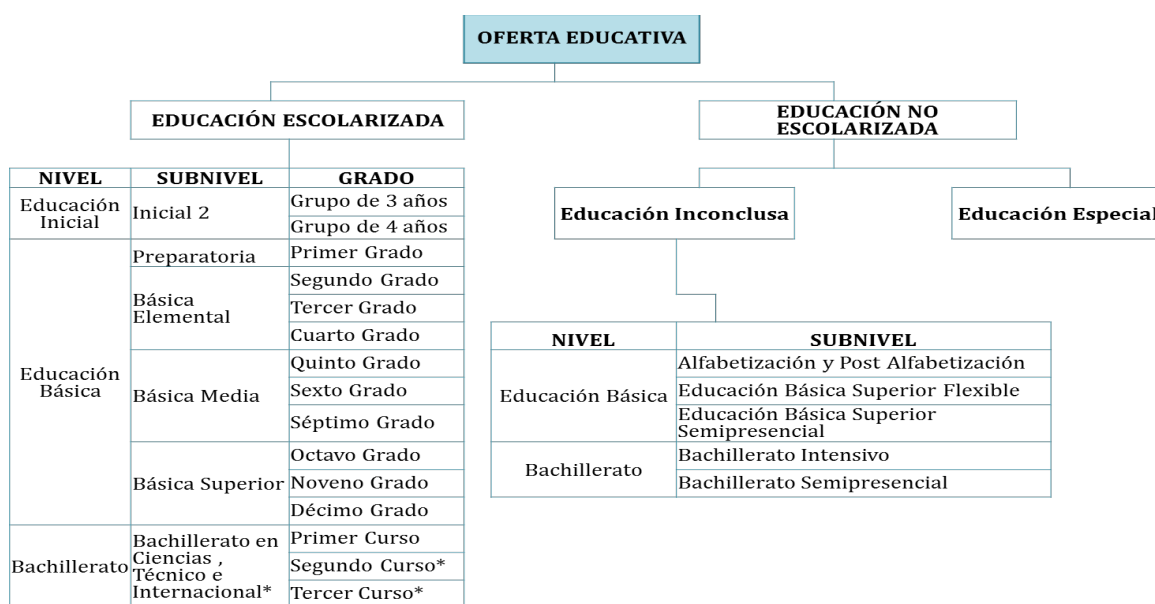 OFERTA EDUCATIVA
EDUCACIÓN ESCOLARIZADA
NIVEL SUBNIVEL GRADO
Educación
Inicial
Inicial 2
Grupo de 3 años
Grupo de 4 años
Educación
Básica
Preparatoria
Primer Grado
Básica
Elemental
Segundo Grado
Tercer Grado
Cuarto Grado
Básica Media
Quinto Grado
Sexto Grado
Séptimo Grado
Básica Superior
Octavo Grado
Noveno Grado
Décimo Grado
Bachillerato
Bachillerato en
Ciencias ,
Técnico e
Internacional*
Primer Curso
Segundo Curso*
Tercer Curso*
EDUCACIÓN NO
ESCOLARIZADA
Educación Inconclusa
Educación Especial
NIVEL SUBNIVEL
Educación Básica
Alfabetización y Post Alfabetización
Educación Básica Superior Flexible
Educación Básica Superior
Semipresencial
Bachillerato
Bachillerato Intensivo
Bachillerato Semipresencial